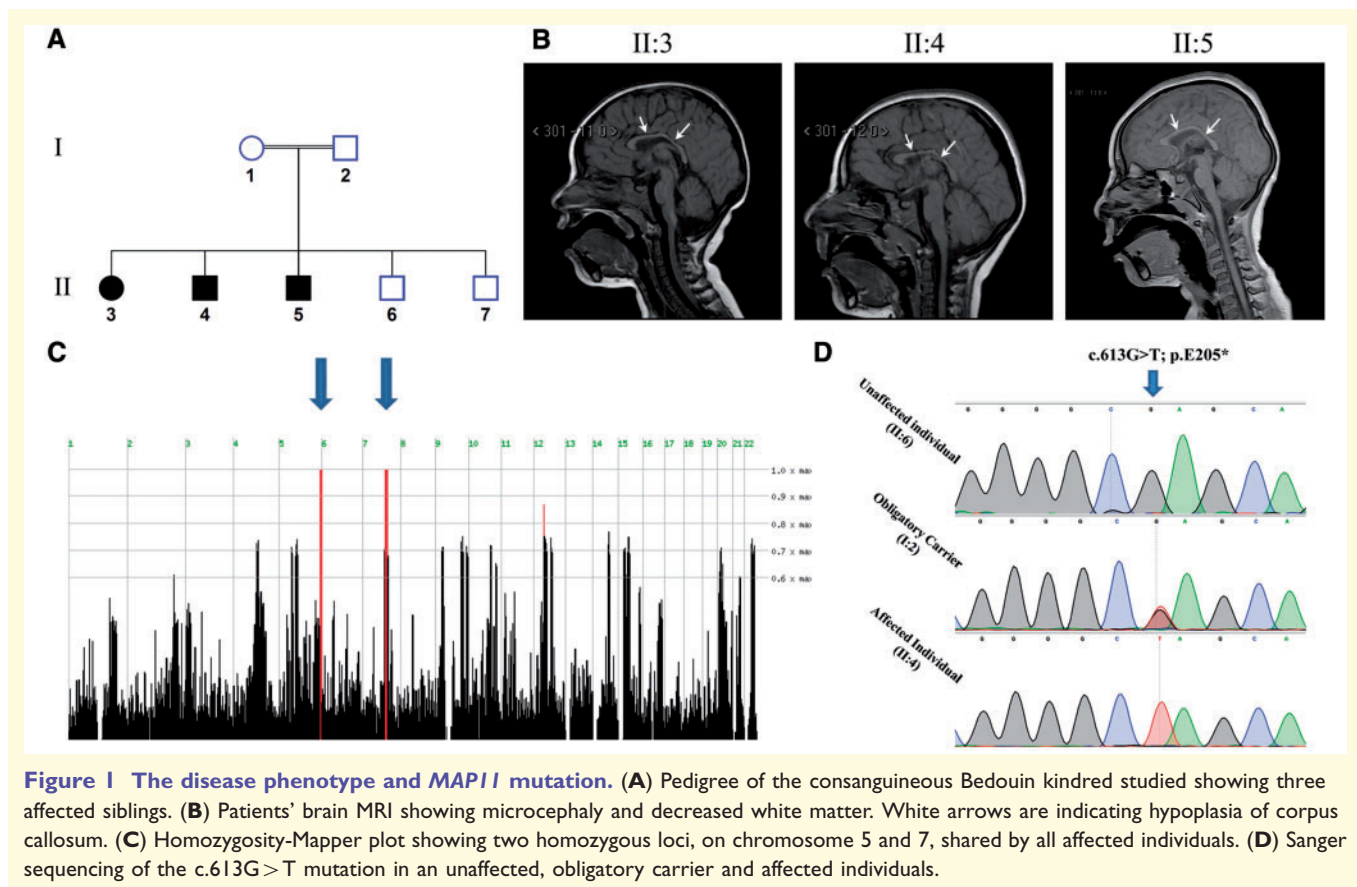 A
B
II:3
II:4
II:5
I
1
2
< 301 - 11 0 >
< 301 - 12 0 >
< 301 - 13 0 >
II
3
4
5
6
7
C
1 2 3 4 5 6 7 8 9 10 11 12 13 14 15 16 17 18 19 20 21 22
1.0 x max
0.9 x max
0.8 x max
0.7 x max
0.6 x max
D
c.613G>T; p.E205*
Unaffected individual
(II:6)
G G G G C G A G C A
Obligatory Carrier
(I:2)
G G G G C G A G C A
Affected Individual
(II:4)
G G G G C T A G C A
Figure 1 The disease phenotype and MAP11 mutation. (A) Pedigree of the consanguineous Bedouin kindred studied showing three
affected siblings. (B) Patients' brain MRI showing microcephaly and decreased white matter. White arrows are indicating hypoplasia of corpus
callosum. (C) Homozygosity-Mapper plot showing two homozygous loci, on chromosome 5 and 7, shared by all affected individuals. (D) Sanger
sequencing of the c.613G>T mutation in an unaffected, obligatory carrier and affected individuals.